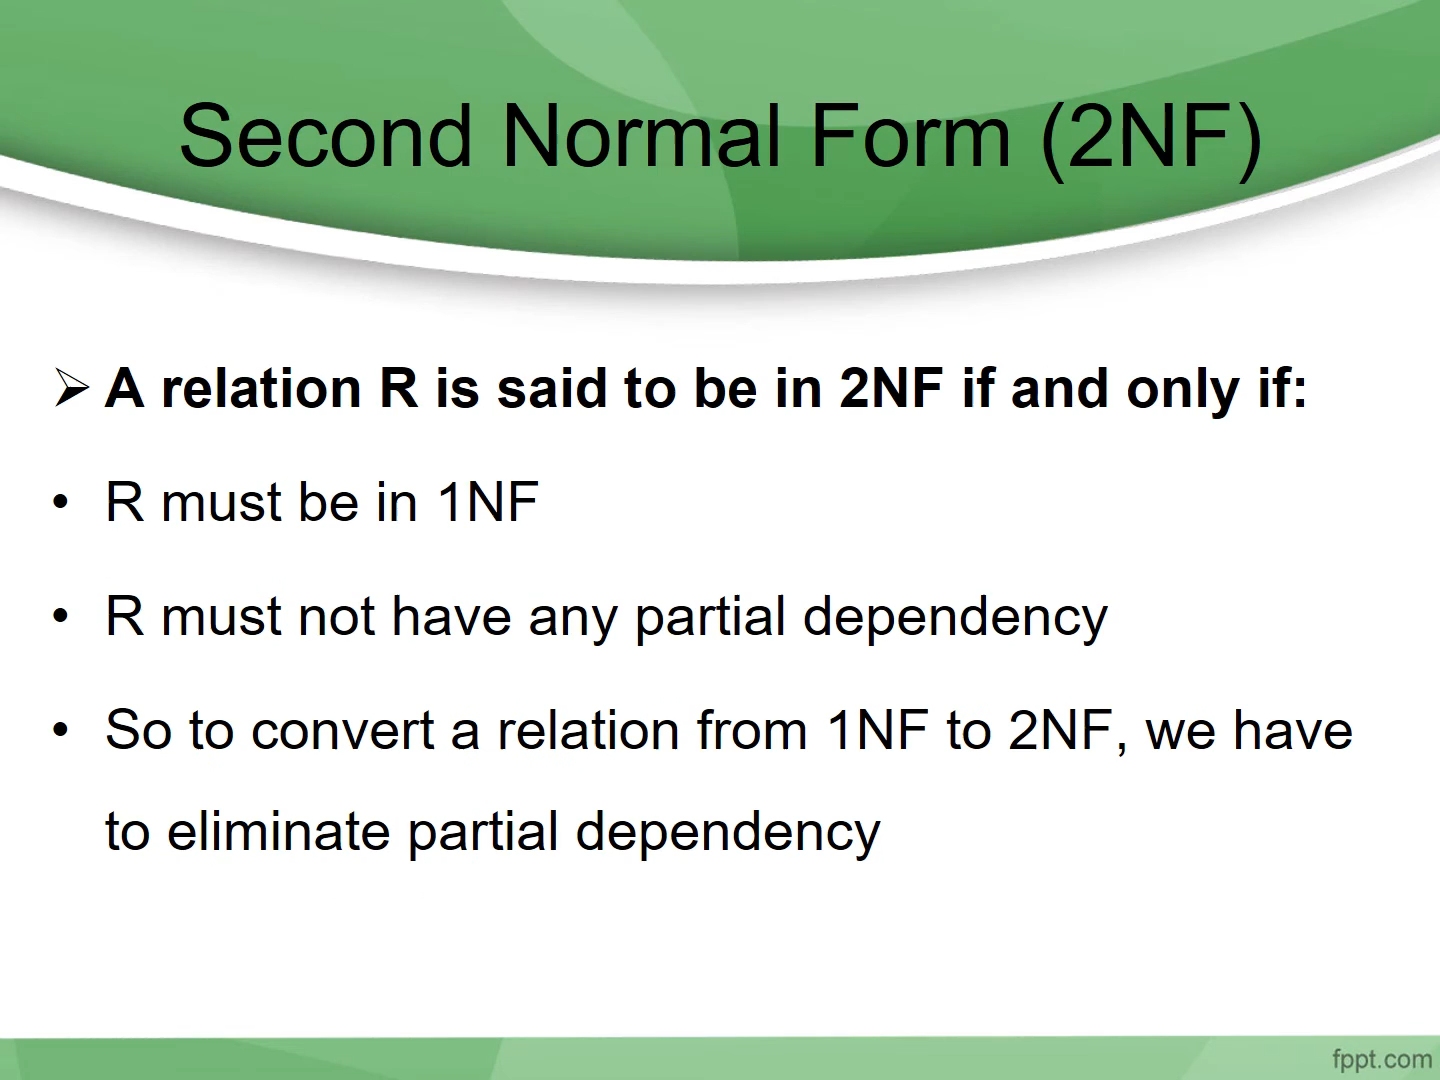 Second Normal Form (2NF)
➢ A relation R is said to be in 2NF if and only if:
• R must be in 1NF
• R must not have any partial dependency
• So to convert a relation from 1NF to 2NF, we have
to eliminate partial dependency
fppt.com